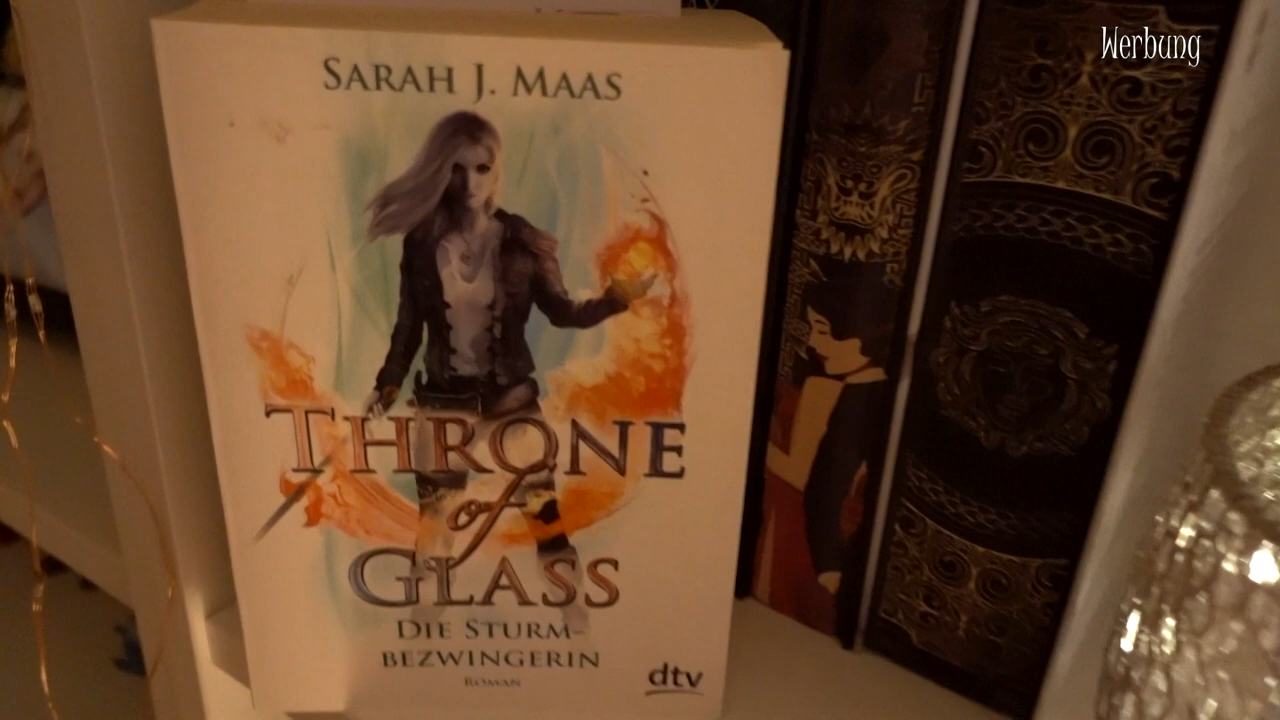 Werbung
SARAH J. MAAS
THRONE
of
GLASS
DIE STURM-
BEZWINGERIN
ROMAN
dtv